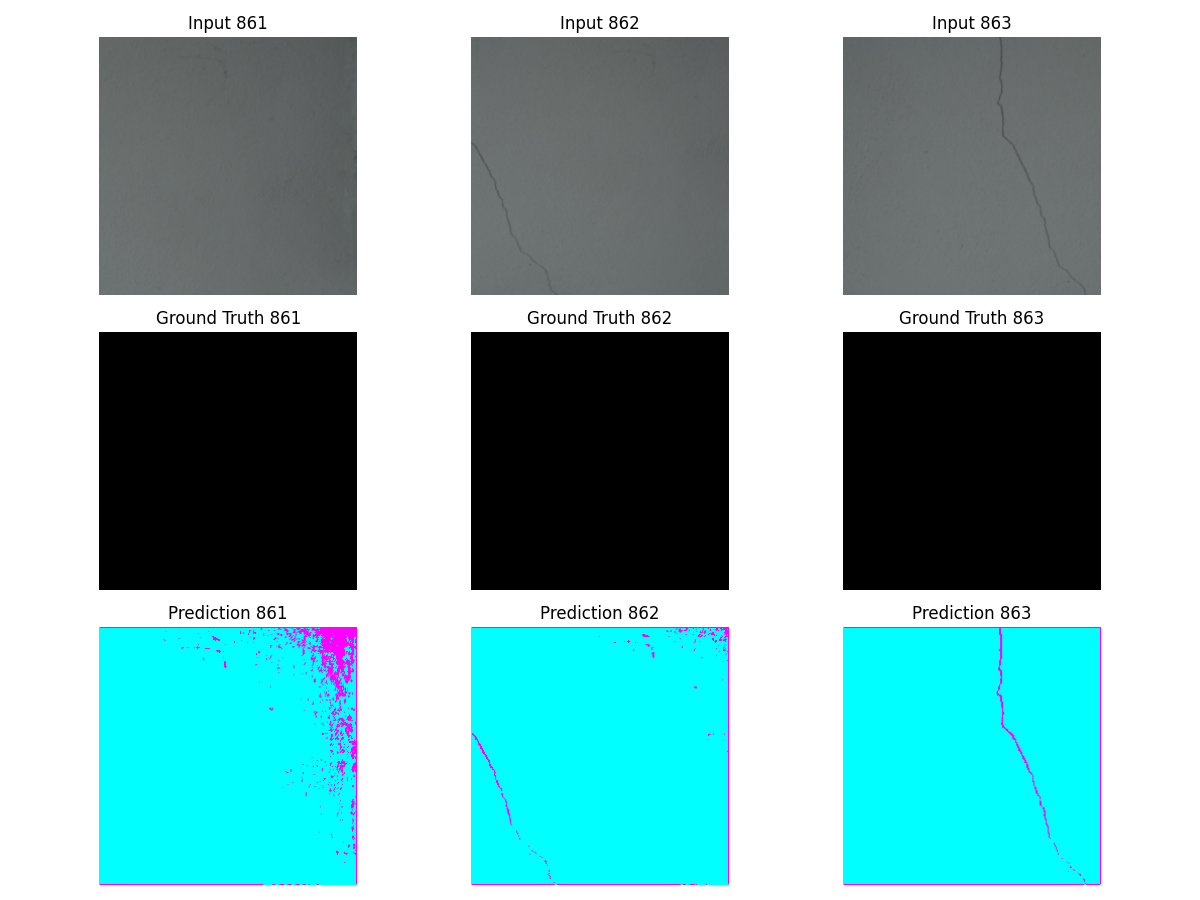 Input 861
Input 862
Input 863
Ground Truth 861
Ground Truth 862
Ground Truth 863
Prediction 861
Prediction 862
Prediction 863